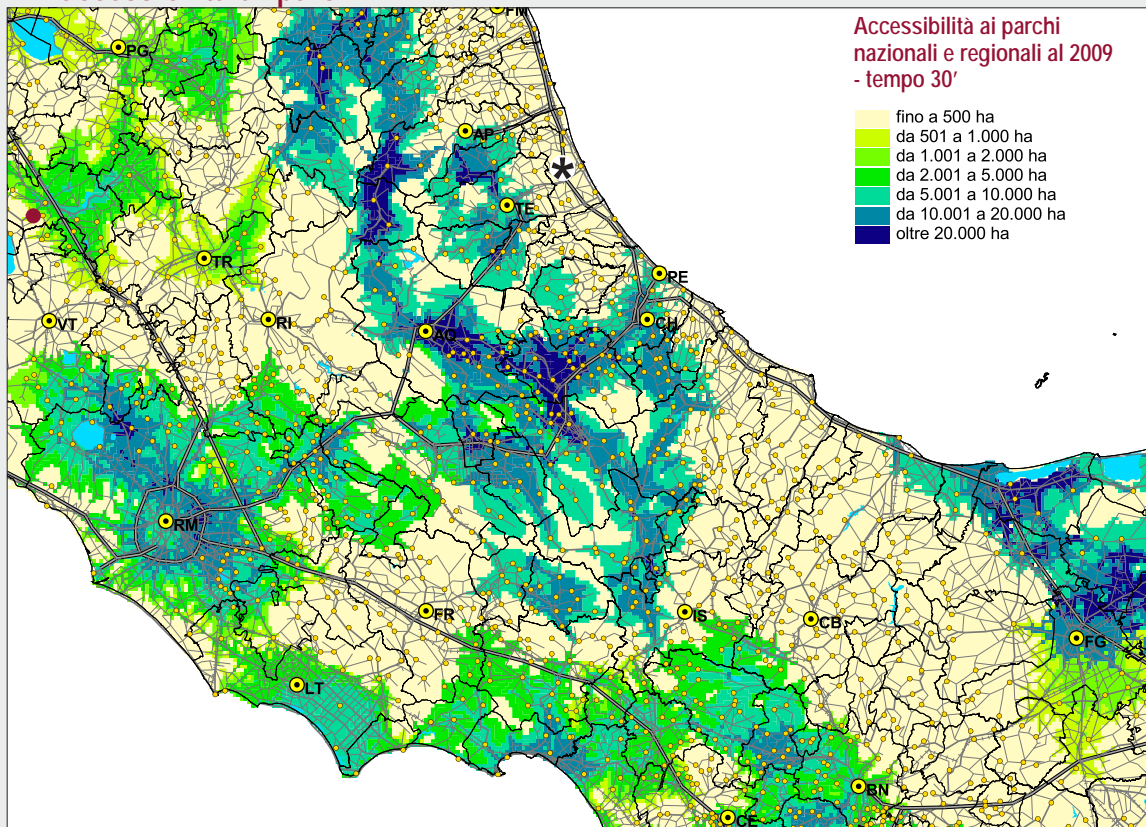 Accessibilità ai parchi
nazionali e regionali al 2009
- tempo 30'
fino a 500 ha
da 501 a 1.000 ha
da 1.001 a 2.000 ha
da 2.001 a 5.000 ha
da 5.001 a 10.000 ha
da 10.001 a 20.000 ha
oltre 20.000 ha
FM
PG
AP
*
TE
TR
PE
VT
RI
CH
AQ
RM
FR
IS
CB
FG
LT
BN
CE